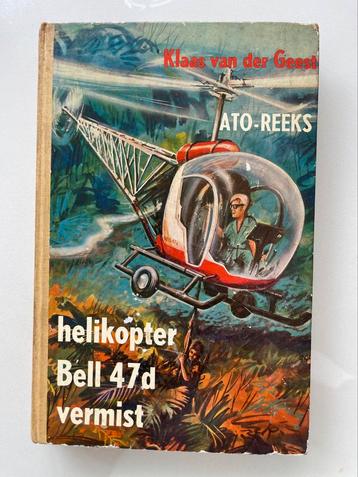 Klaas van der Geest
ATO-REEKS
helikopter
Bell 47d
vermist